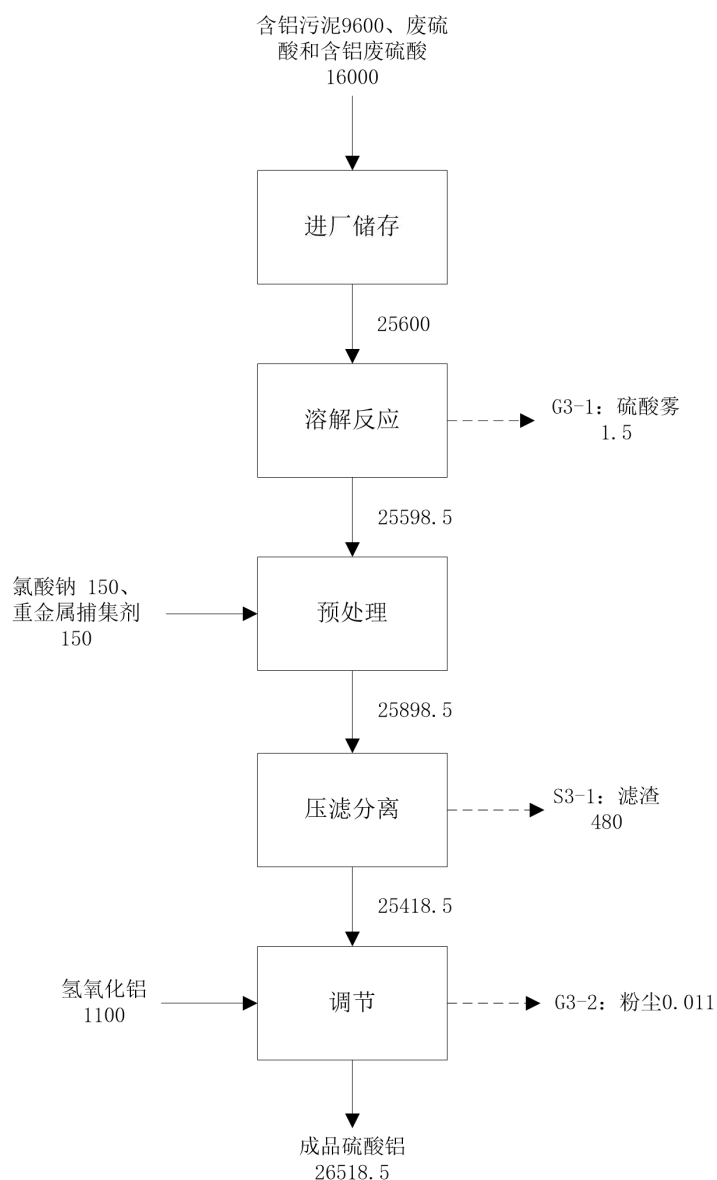 含铝污泥9600、废硫
酸和含铝废硫酸
16000
进厂储存
25600
溶解反应
G3-1: 硫酸雾
1.5
25598.5
氯酸钠 150、
重金属捕集剂
150
预处理
25898.5
压滤分离
S3-1: 滤渣
480
25418.5
氢氧化铝
1100
调节
G3-2: 粉尘0.011
成品硫酸铝
26518.5